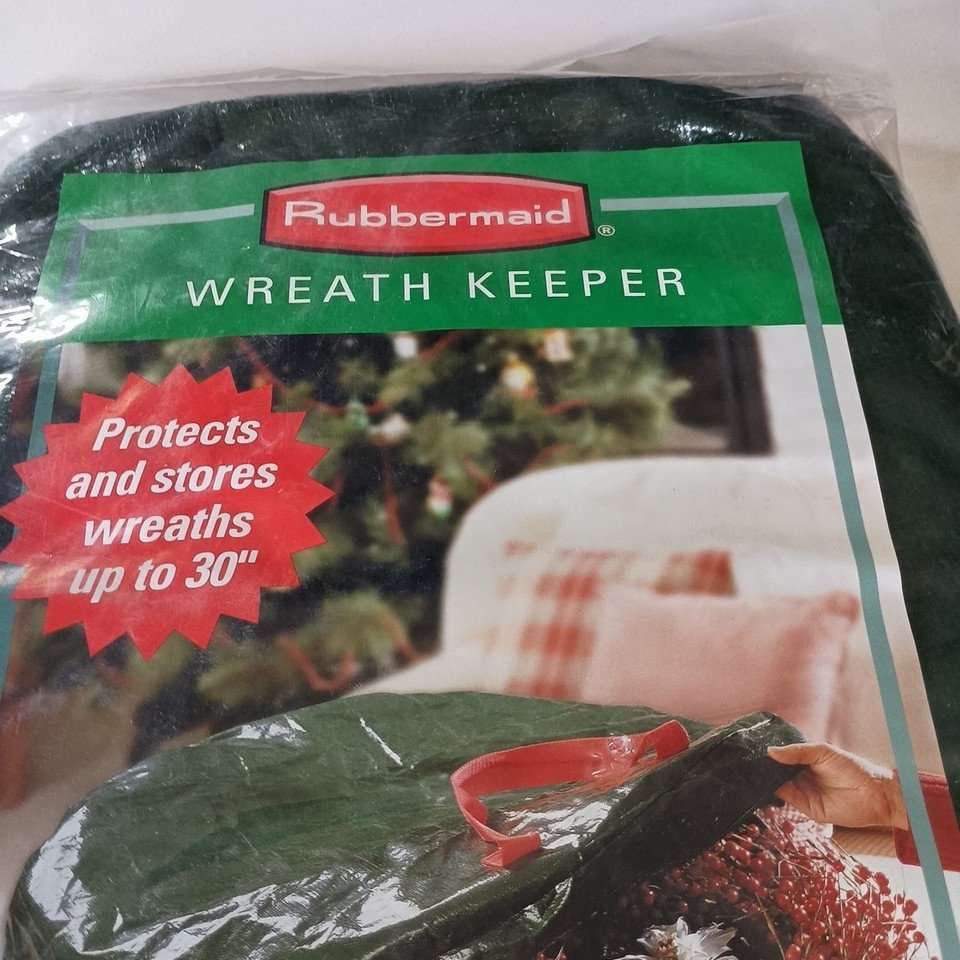 Rubbermaid®
WREATH KEEPER
Protects
and stores
wreaths
up to 30"